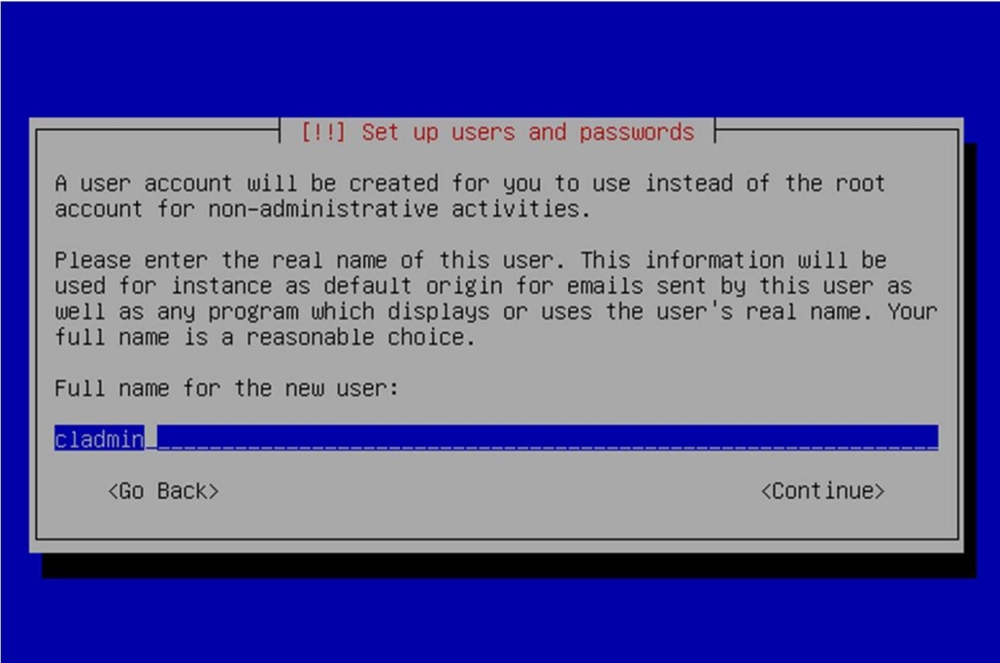 [!!] Set up users and passwords
A user account will be created for you to use instead of the root
account for non-administrative activities.
Please enter the real name of this user. This information will be
used for instance as default origin for emails sent by this user as
well as any program which displays or uses the user's real name. Your
full name is a reasonable choice.
Full name for the new user:
cladmin
<Go Back> <Continue>